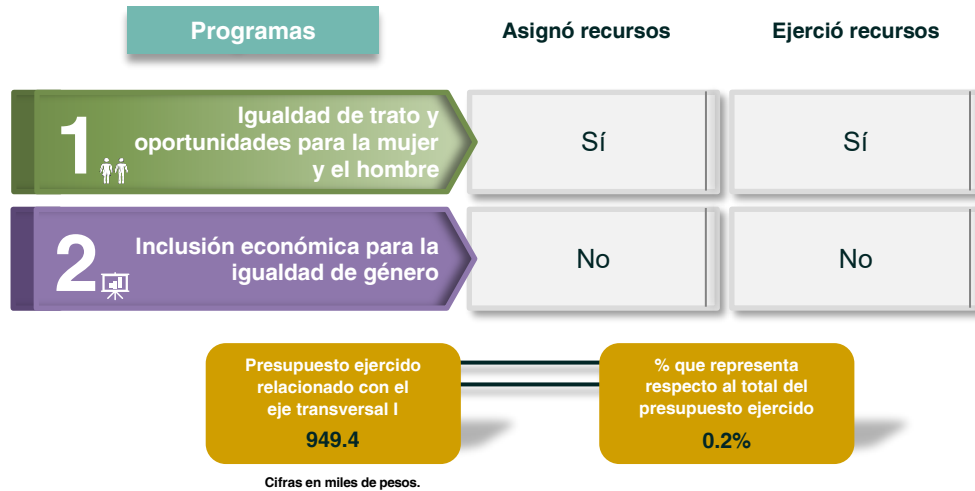 Programas
Asignó recursos
Ejerció recursos
1
Igualdad de trato y
oportunidades para la mujer
y el hombre
Sí
Sí
2
Inclusión económica para la
igualdad de género
No
No
Presupuesto ejercido
relacionado con el
eje transversal I
949.4
% que representa
respecto al total del
presupuesto ejercido
0.2%
Cifras en miles de pesos.